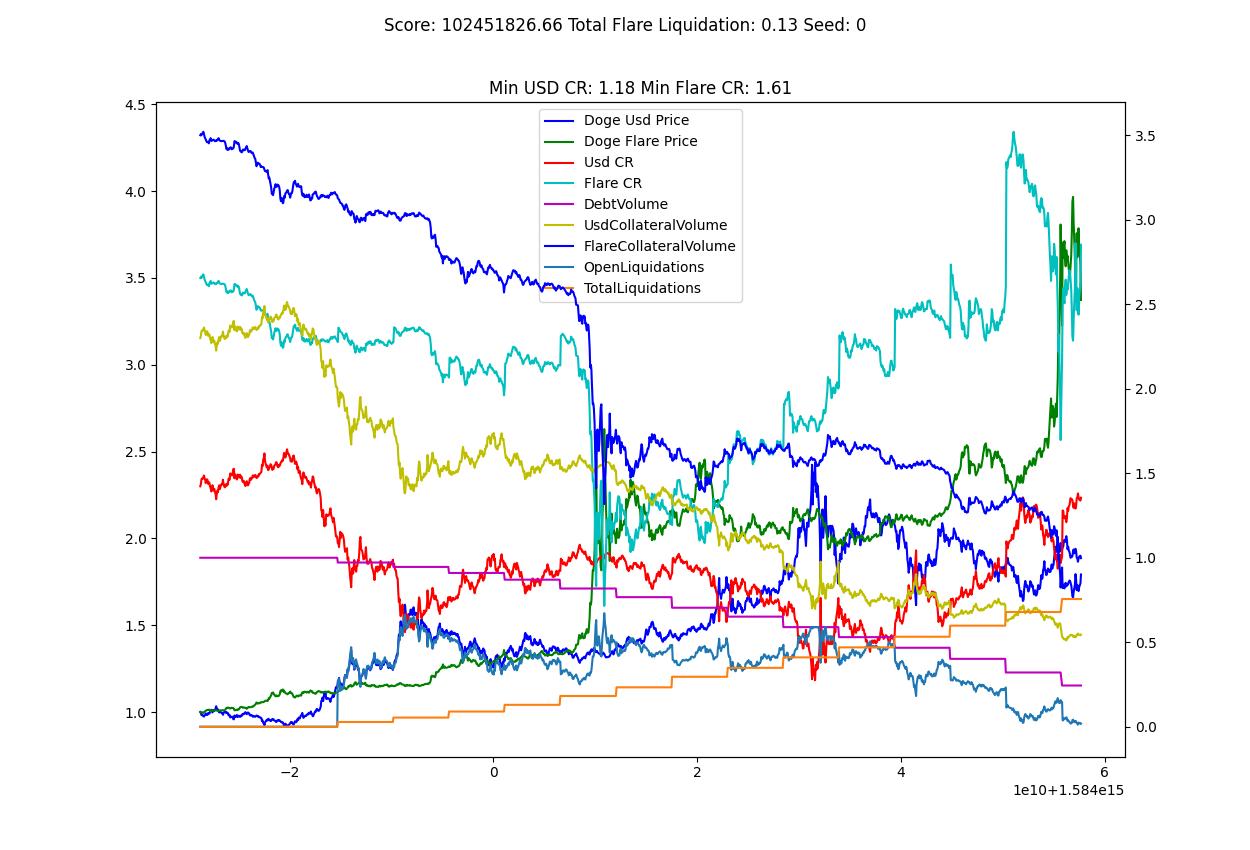 Score: 102451826.66 Total Flare Liquidation: 0.13 Seed: 0
Min USD CR: 1.18 Min Flare CR: 1.61
Doge Usd Price
Doge Flare Price
Usd CR
Flare CR
DebtVolume
UsdCollateralVolume
FlareCollateralVolume
OpenLiquidations
TotalLiquidations
4.5
4.0
3.5
3.0
2.5
2.0
1.5
1.0
3.5
3.0
2.5
2.0
1.5
1.0
0.5
0.0
−2
0
2
4
6
1e10+1.584e15